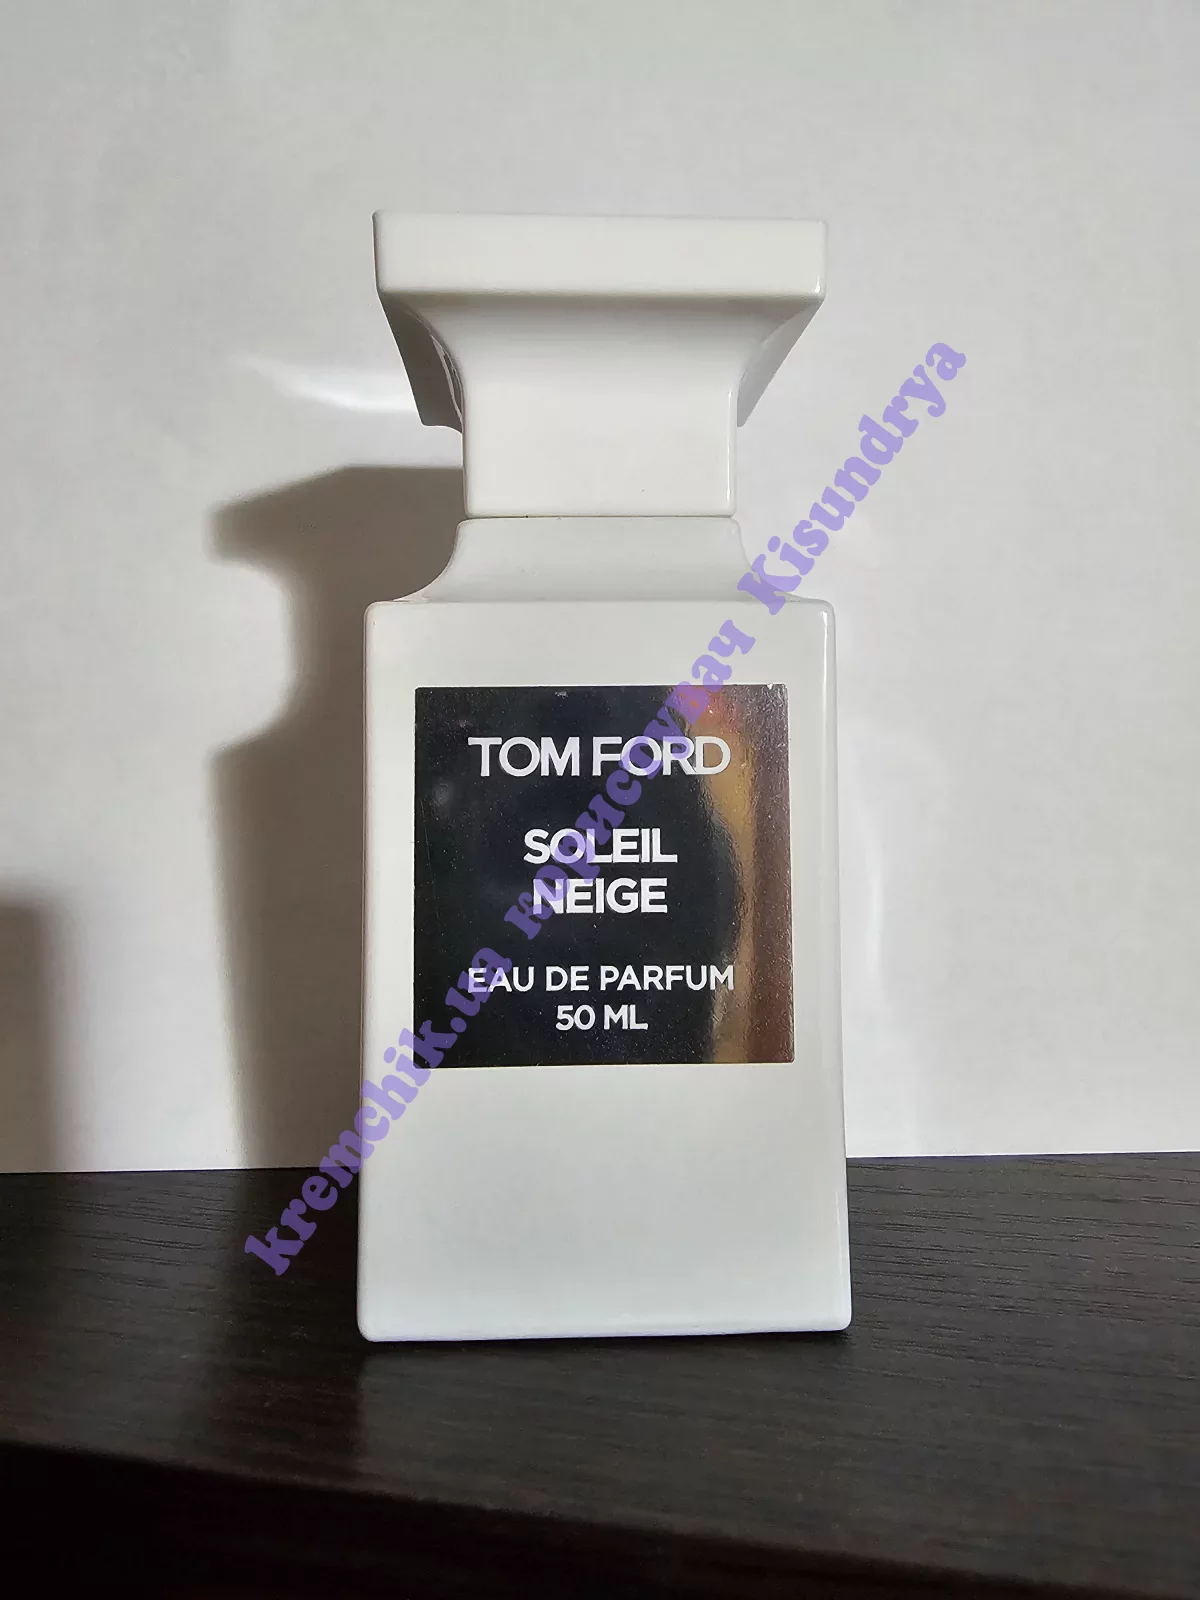 TOM FORD
SOLEIL
NEIGE
EAU DE PARFUM
50 ML
kremchik.ua користувач Kisundrya